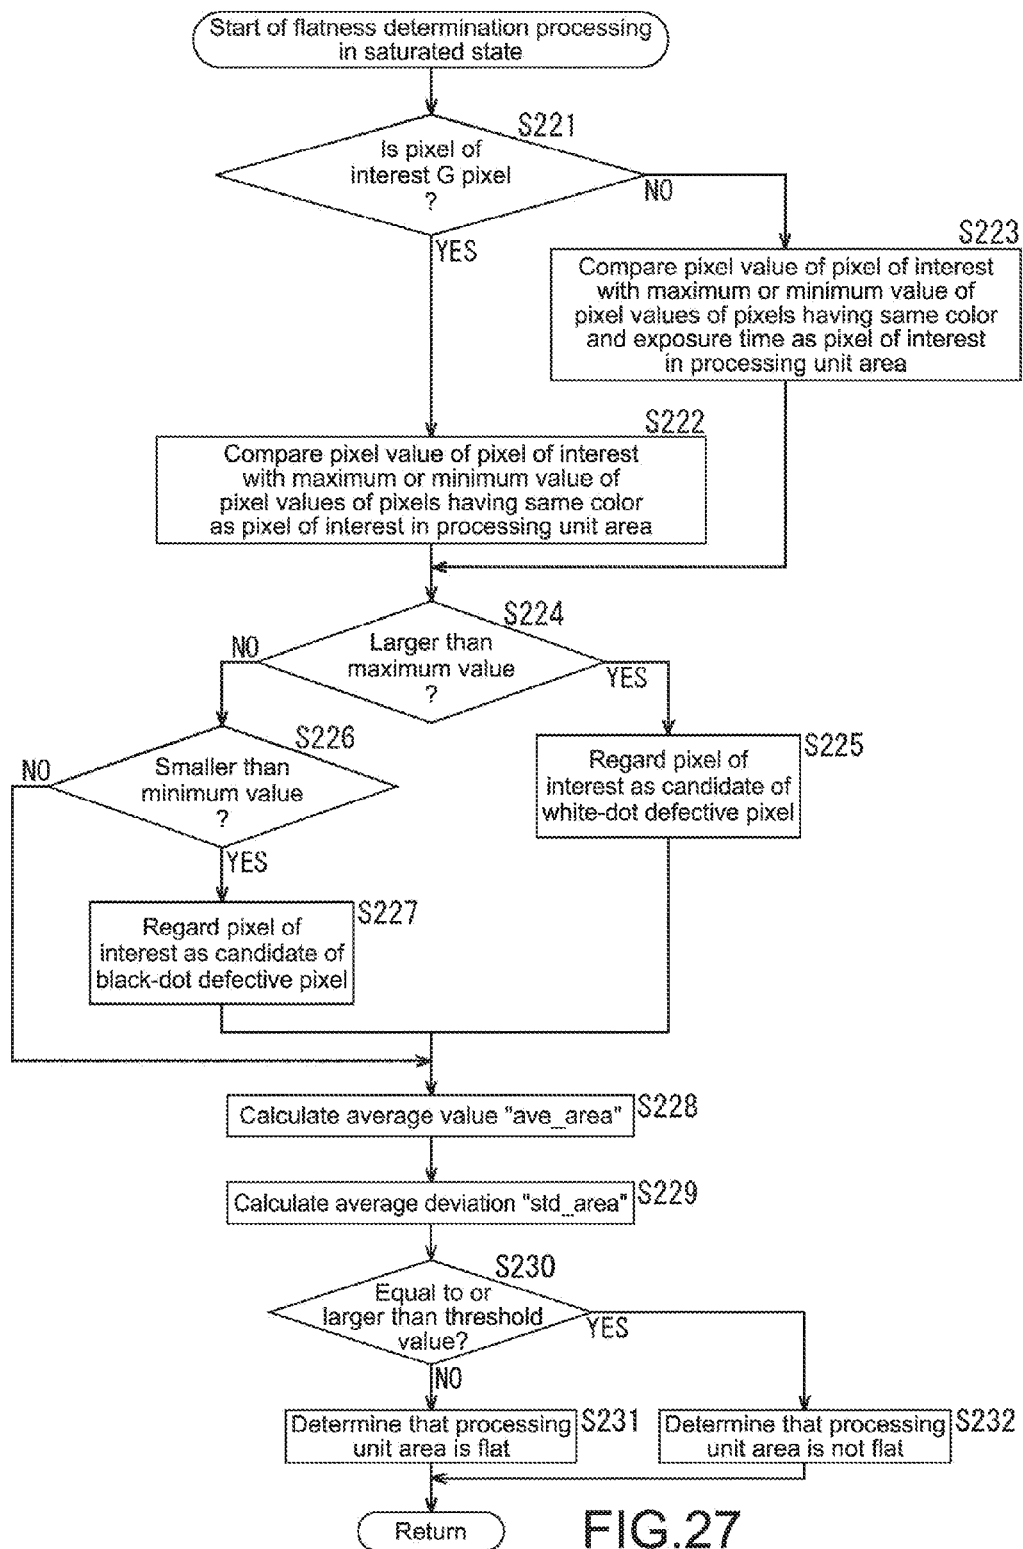 Start of flatness determination processing
in saturated state
S221
Is pixel of
interest G pixel
?
NO
YES
S223
Compare pixel value of pixel of interest
with maximum or minimum value of
pixel values of pixels having same color
and exposure time as pixel of interest
in processing unit area
S222
Compare pixel value of pixel of interest
with maximum or minimum value of
pixel values of pixels having same color
as pixel of interest in processing unit area
S224
Larger than
maximum value
?
NO
YES
S226
Smaller than
minimum value
?
NO
YES
S225
Regard pixel of
interest as candidate of
white-dot defective pixel
S227
Regard pixel of
interest as candidate of
black-dot defective pixel
Calculate average value "ave_area"
S228
Calculate average deviation "std_area"
S229
S230
Equal to or
larger than threshold
value?
YES
NO
Determine that processing
unit area is flat
S231
Determine that processing
unit area is not flat
S232
Return
FIG.27